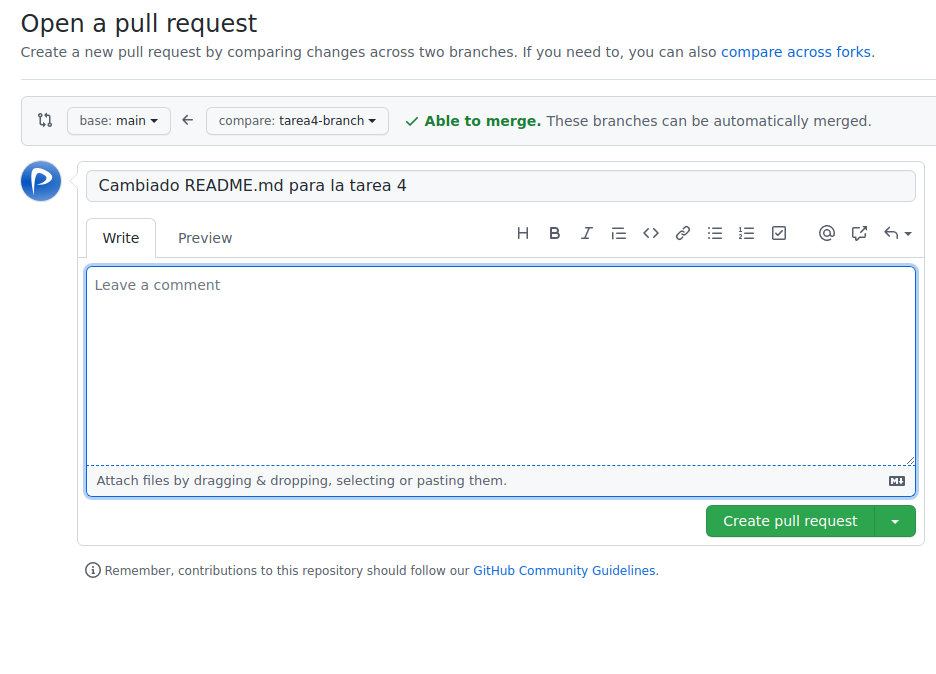 Open a pull request
Create a new pull request by comparing changes across two branches. If you need to, you can also compare across forks.
base: main compare: tarea4-branch Able to merge. These branches can be automatically merged.
Cambiado README.md para la tarea 4
Write Preview
Leave a comment
Attach files by dragging & dropping, selecting or pasting them.
Create pull request
Remember, contributions to this repository should follow our GitHub Community Guidelines.